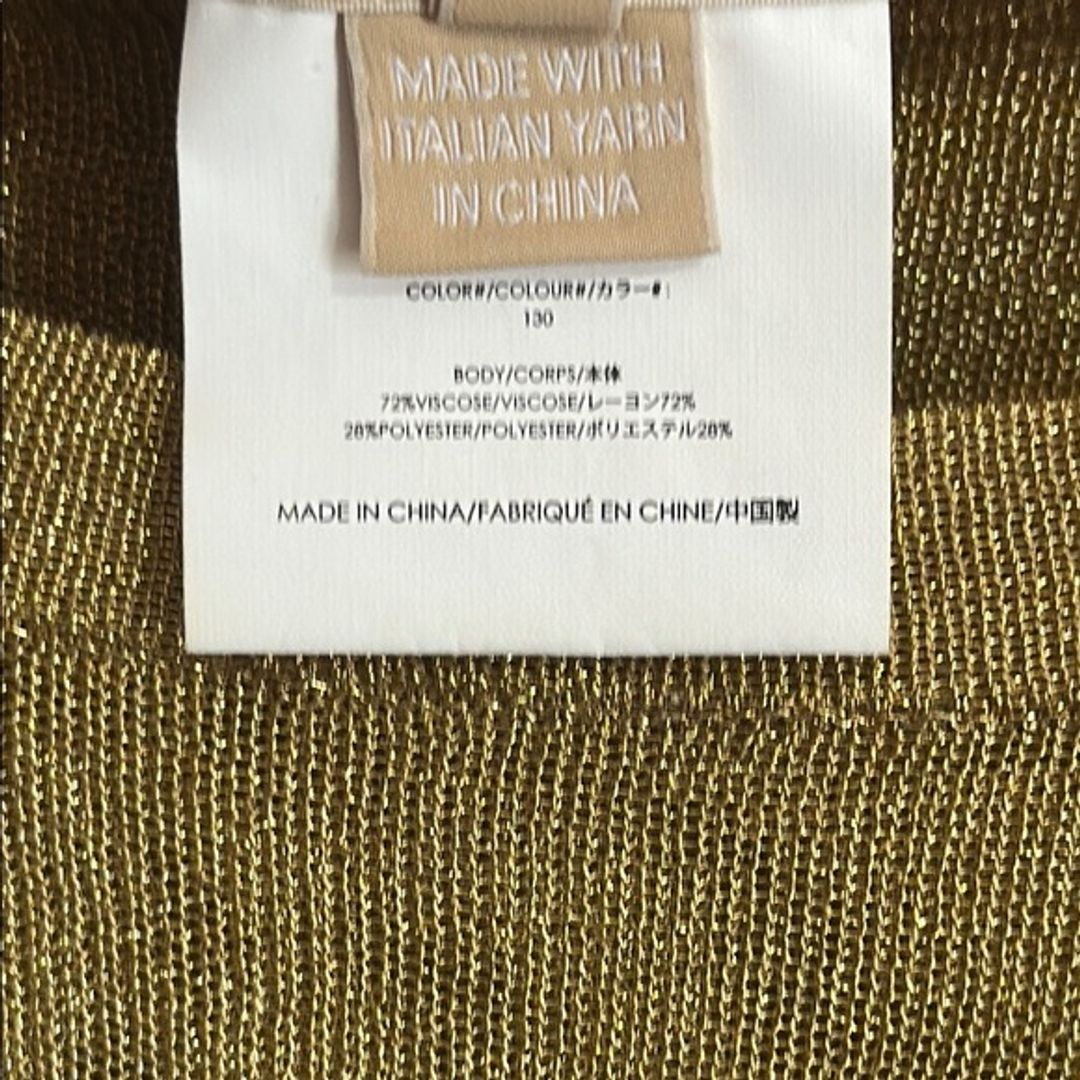 MADE WITH
ITALIAN YARN
IN CHINA
COLOR#/COLOUR#/カラー#:
130
BODY/CORPS/本体
72%VISCOSE/VISCOSE/レーヨン72%
28%POLYESTER/POLYESTER/ポリエステル28%
MADE IN CHINA/FABRIQUÉ EN CHINE/中国製